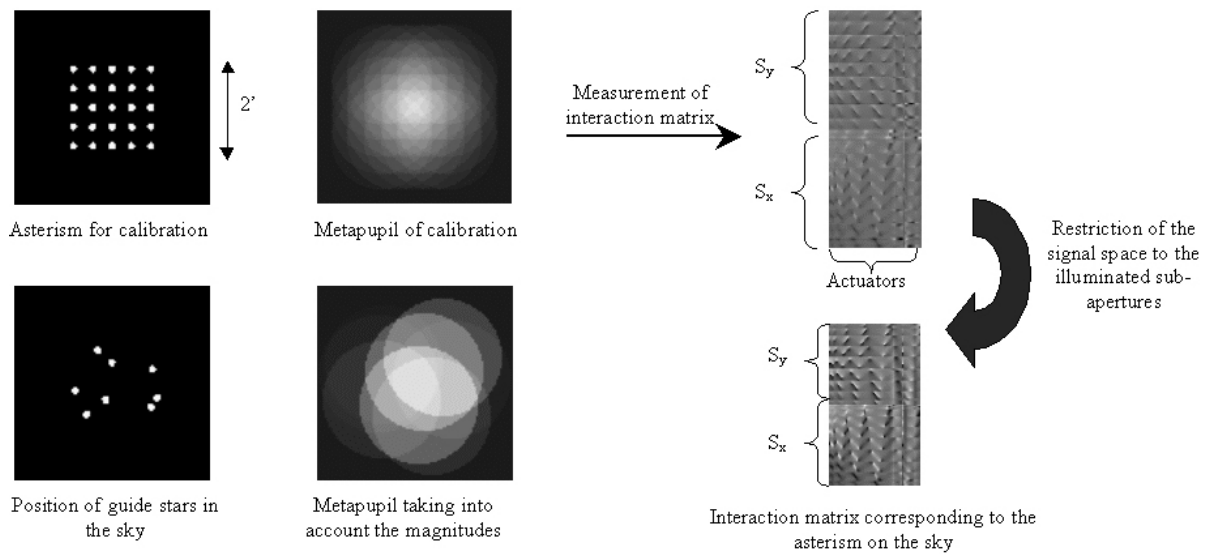 2’
Asterism for calibration
Metapupil of calibration
Measurement of
interaction matrix
Sy
Sx
Actuators
Restriction of the
signal space to the
illuminated sub-
apertures
Position of guide stars in
the sky
Metapupil taking into
account the magnitudes
Sy
Sx
Interaction matrix corresponding to the
asterism on the sky